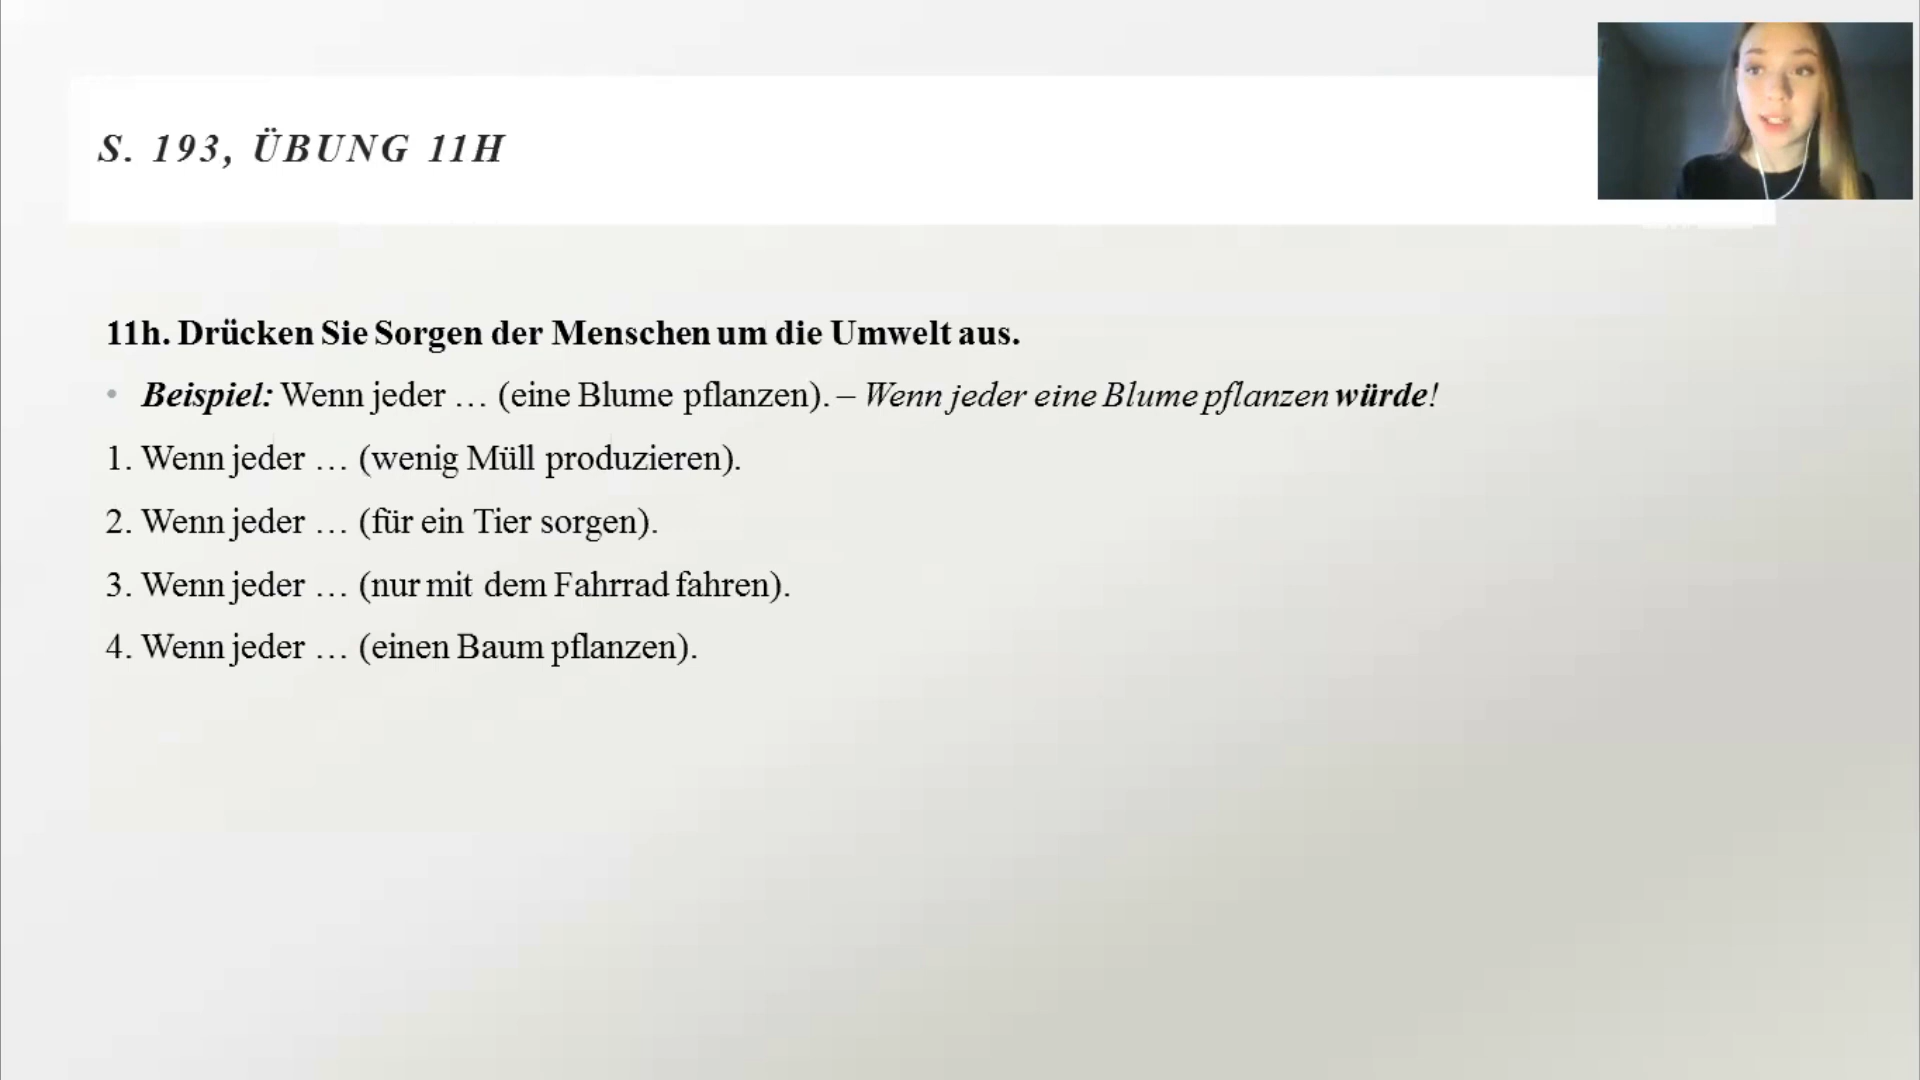 S. 193, ÜBUNG 11H
11h. Drücken Sie Sorgen der Menschen um die Umwelt aus.
• Beispiel: Wenn jeder … (eine Blume pflanzen). – Wenn jeder eine Blume pflanzen würde!
1. Wenn jeder … (wenig Müll produzieren).
2. Wenn jeder … (für ein Tier sorgen).
3. Wenn jeder … (nur mit dem Fahrrad fahren).
4. Wenn jeder … (einen Baum pflanzen).